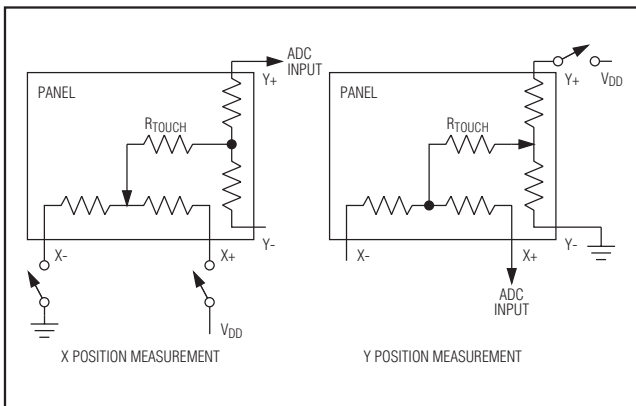 ADC
INPUT
Y+
PANEL
RTOUCH
X-
X+
Y-
VDD
X POSITION MEASUREMENT
Y+
VDD
PANEL
RTOUCH
X-
X+
Y-
ADC
INPUT
Y POSITION MEASUREMENT